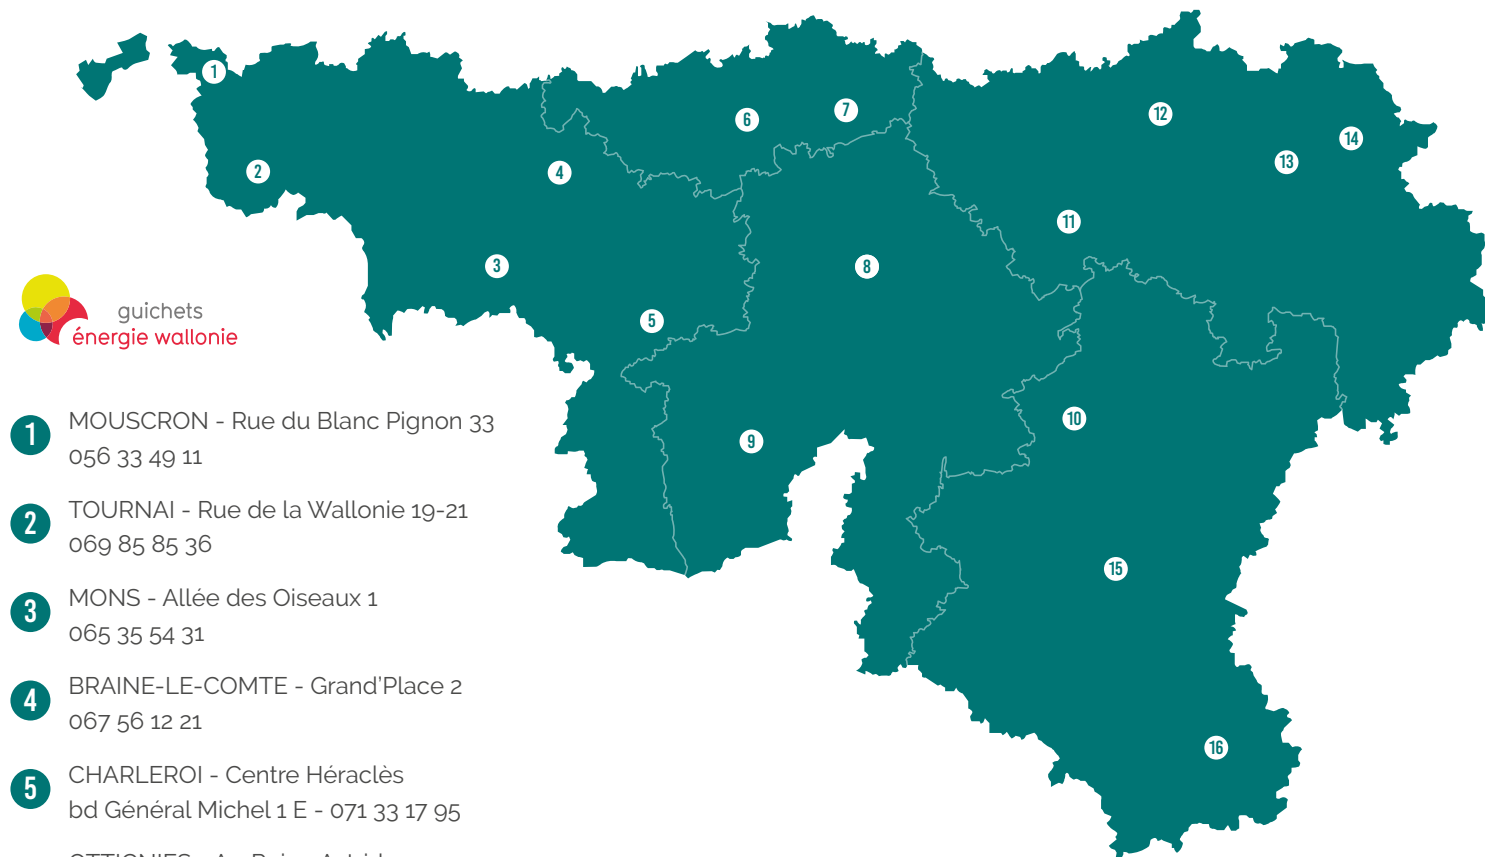 1
2
3
4
5
6
7
8
9
10
11
12
13
14
15
16
guichets
énergie wallonie
1
MOUSCRON - Rue du Blanc Pignon 33
056 33 49 11
2
TOURNAI - Rue de la Wallonie 19-21
069 85 85 36
3
MONS - Allée des Oiseaux 1
065 35 54 31
4
BRAINE-LE-COMTE - Grand'Place 2
067 56 12 21
5
CHARLEROI - Centre Héraclès
bd Général Michel 1 E - 071 33 17 95